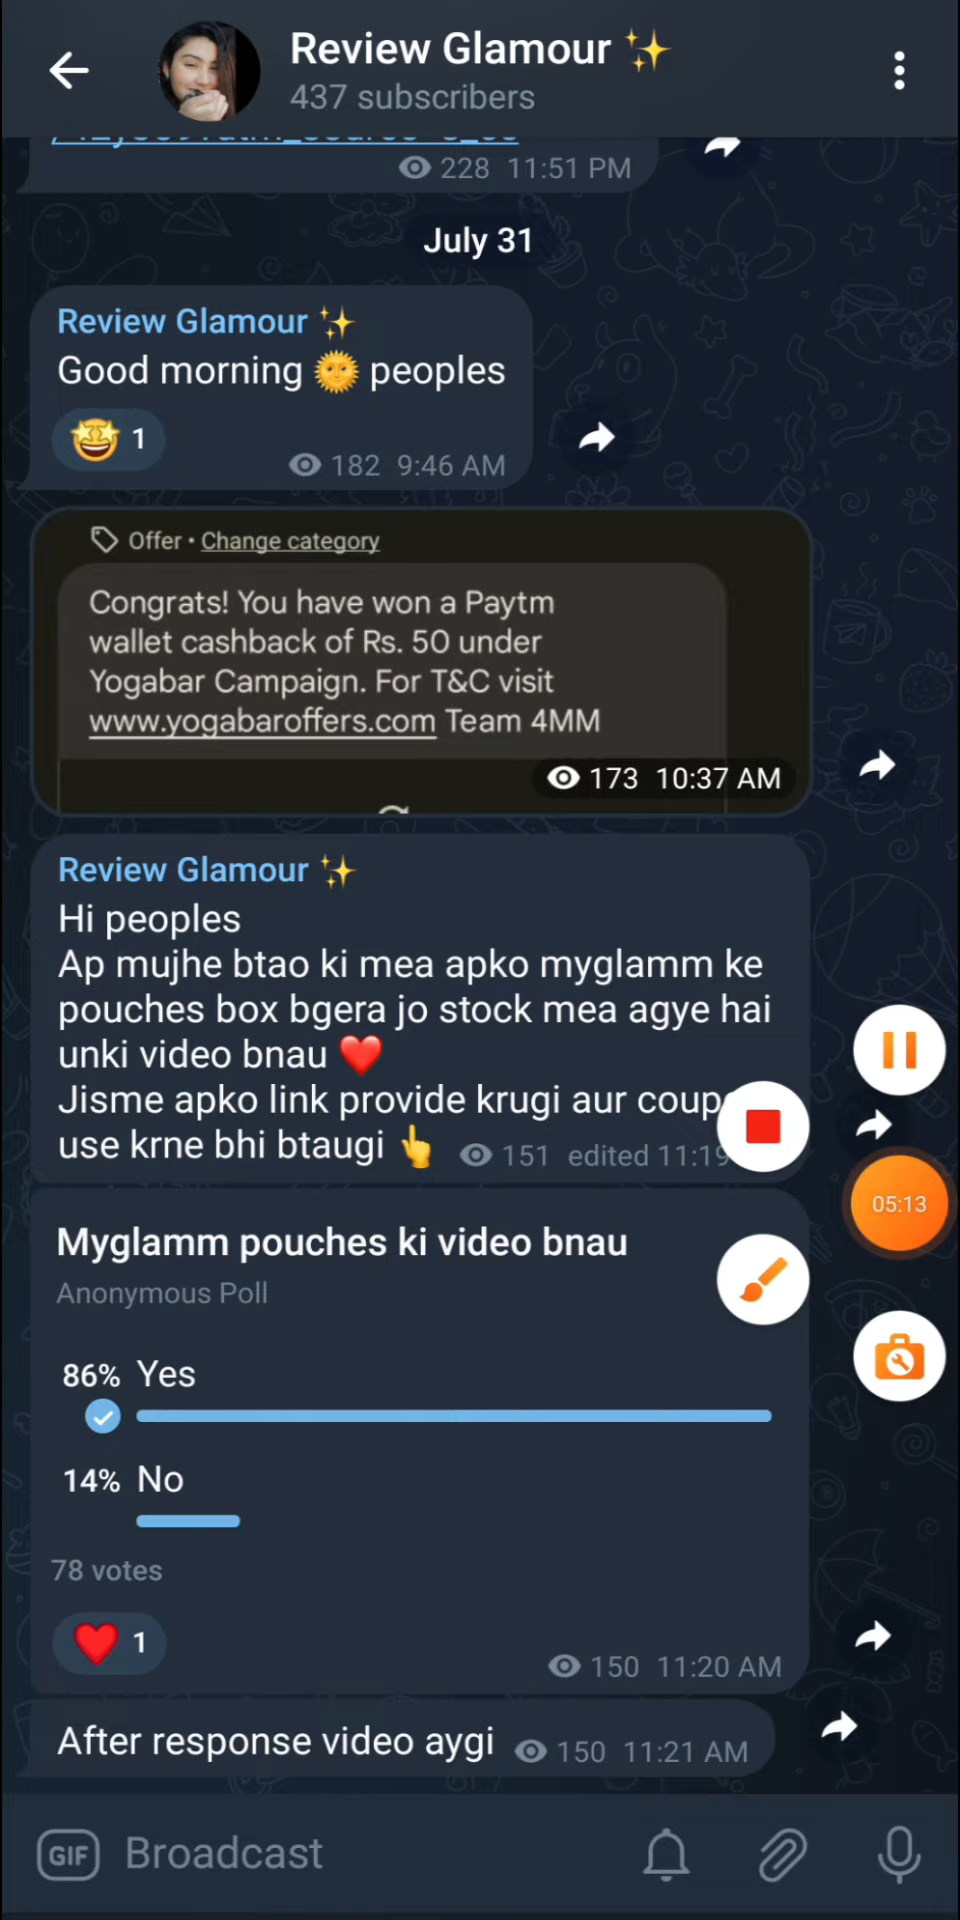 Review Glamour ✨
437 subscribers
228 11:51 PM
July 31
Review Glamour ✨
Good morning 🌞 peoples
🤩 1
182 9:46 AM
Offer • Change category
Congrats! You have won a Paytm
wallet cashback of Rs. 50 under
Yogabar Campaign. For T&C visit
www.yogabaroffers.com Team 4MM
173 10:37 AM
Review Glamour ✨
Hi peoples
Ap mujhe btao ki mea apko myglamm ke
pouches box bgera jo stock mea agye hai
unki video bnau ❤️
Jisme apko link provide krugi aur
use krne bhi btaugi 👆 151 edited
05:13
Myglamm pouches ki video bnau
Anonymous Poll
86% Yes
14% No
78 votes
❤️ 1
150 11:20 AM
After response video aygi 150 11:21 AM
GIF Broadcast